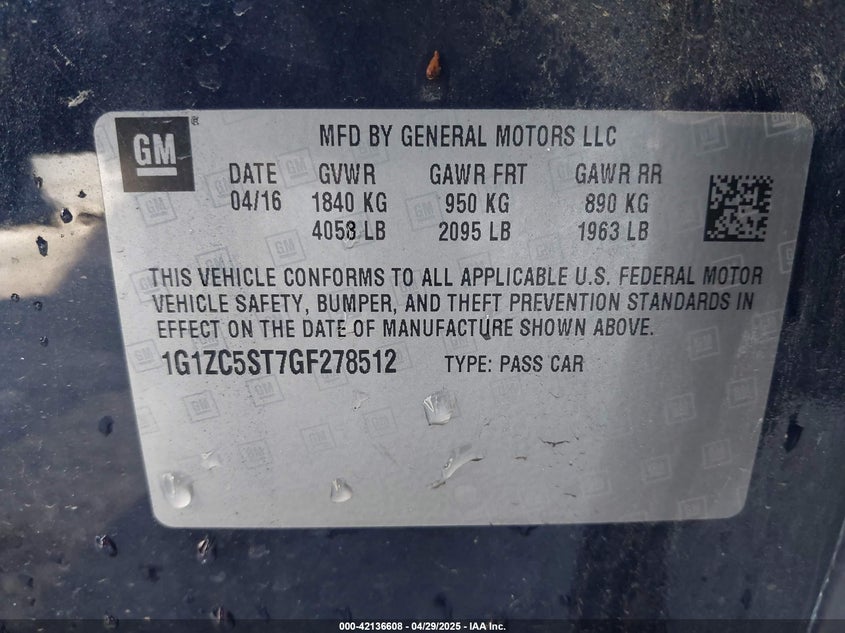 GM®
MFD BY GENERAL MOTORS LLC
DATE GVWR GAWR FRT GAWR RR
04/16 1840 KG 950 KG 890 KG
4058 LB 2095 LB 1963 LB
THIS VEHICLE CONFORMS TO ALL APPLICABLE U.S. FEDERAL MOTOR
VEHICLE SAFETY, BUMPER, AND THEFT PREVENTION STANDARDS IN
EFFECT ON THE DATE OF MANUFACTURE SHOWN ABOVE.
1G1ZC5ST7GF278512 TYPE: PASS CAR
000-42136608 - 04/29/2025 - IAA Inc.